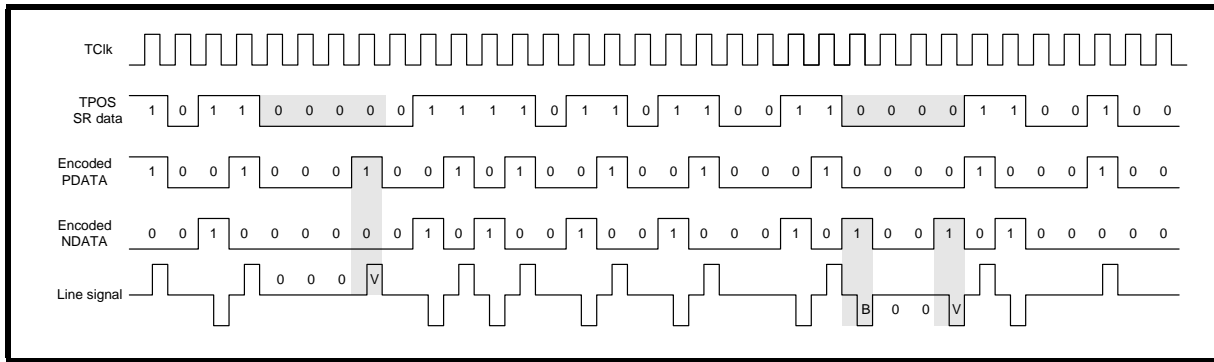 TClk
TPOS
SR data
1 0 1 1 0 0 0 0 0 1 1 1 1 0 1 1 0 1 1 0 0 1 1 0 0 0 0 1 1 0 0 1 0 0
Encoded
PDATA
1 0 0 1 0 0 0 1 0 0 1 0 1 0 0 1 0 0 1 0 0 0 1 0 0 0 0 1 0 0 0 1 0 0
Encoded
NDATA
0 0 1 0 0 0 0 0 0 1 0 1 0 0 1 0 0 1 0 0 0 1 0 1 0 0 1 0 1 0 0 0 0 0
Line signal
0 0 0 V
B 0 0 V